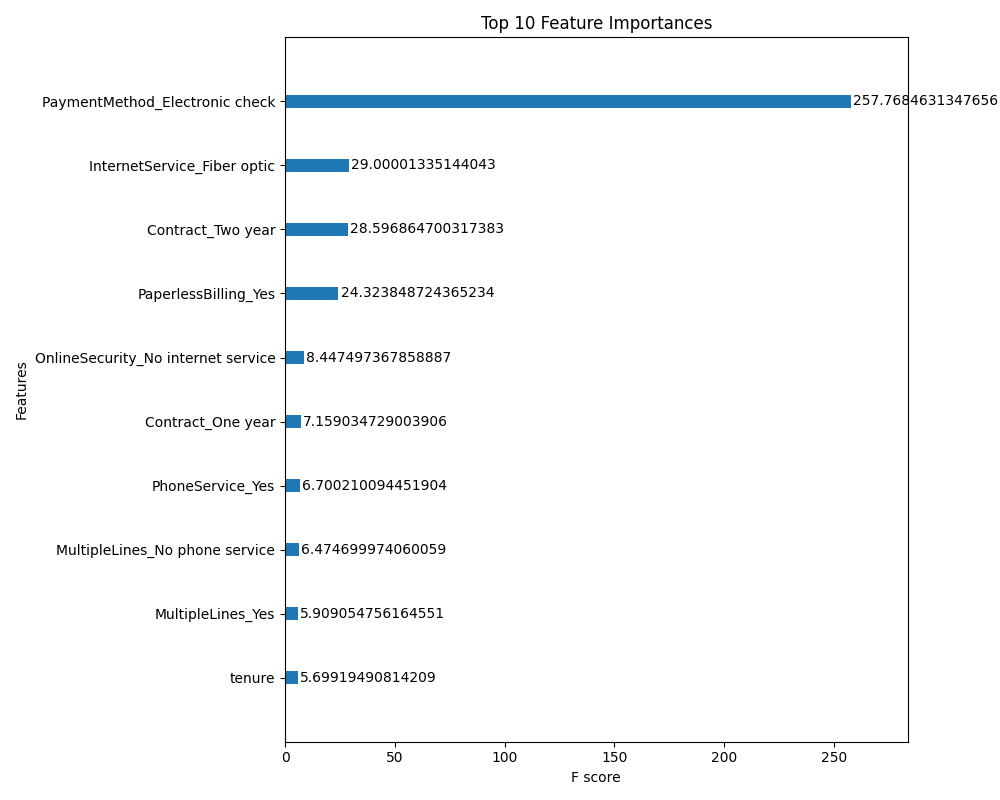 Top 10 Feature Importances
PaymentMethod_Electronic check 257.7684631347656
InternetService_Fiber optic 29.00001335144043
Contract_Two year 28.596864700317383
PaperlessBilling_Yes 24.323848724365234
OnlineSecurity_No internet service 8.447497367858887
Contract_One year 7.159034729003906
PhoneService_Yes 6.700210094451904
MultipleLines_No phone service 6.474699974060059
MultipleLines_Yes 5.909054756164551
tenure 5.69919490814209
Features
0 50 100 150 200 250
F score